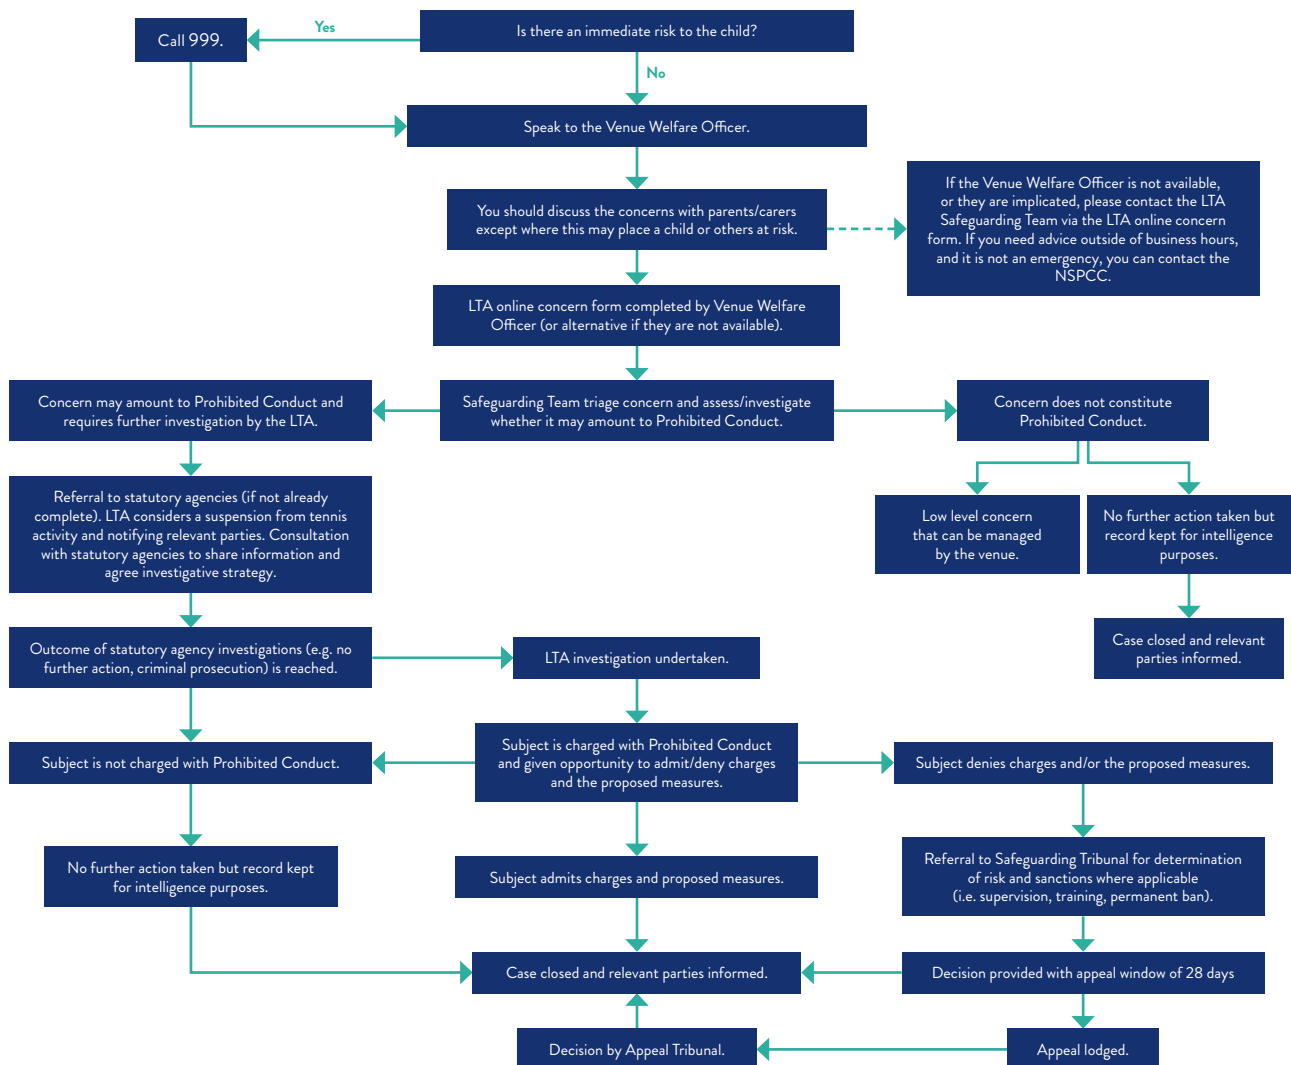 Is there an immediate risk to the child?
Yes
Call 999.
No
Speak to the Venue Welfare Officer.
You should discuss the concerns with parents/carers
except where this may place a child or others at risk.
If the Venue Welfare Officer is not available,
or they are implicated, please contact the LTA
Safeguarding Team via the LTA online concern
form. If you need advice outside of business hours,
and it is not an emergency, you can contact the
NSPCC.
LTA online concern form completed by Venue Welfare
Officer (or alternative if they are not available).
Concern may amount to Prohibited Conduct and
requires further investigation by the LTA.
Safeguarding Team triage concern and assess/investigate
whether it may amount to Prohibited Conduct.
Concern does not constitute
Prohibited Conduct.
Referral to statutory agencies (if not already
complete). LTA considers a suspension from tennis
activity and notifying relevant parties. Consultation
with statutory agencies to share information and
agree investigative strategy.
Low level concern
that can be managed
by the venue.
No further action taken but
record kept for intelligence
purposes.
Case closed and relevant
parties informed.
Outcome of statutory agency investigations (e.g. no
further action, criminal prosecution) is reached.
LTA investigation undertaken.
Subject is not charged with Prohibited Conduct.
Subject is charged with Prohibited Conduct
and given opportunity to admit/deny charges
and the proposed measures.
Subject denies charges and/or the proposed measures.
No further action taken but record kept
for intelligence purposes.
Subject admits charges and proposed measures.
Referral to Safeguarding Tribunal for determination
of risk and sanctions where applicable
(i.e. supervision, training, permanent ban).
Case closed and relevant parties informed.
Decision provided with appeal window of 28 days
Decision by Appeal Tribunal.
Appeal lodged.